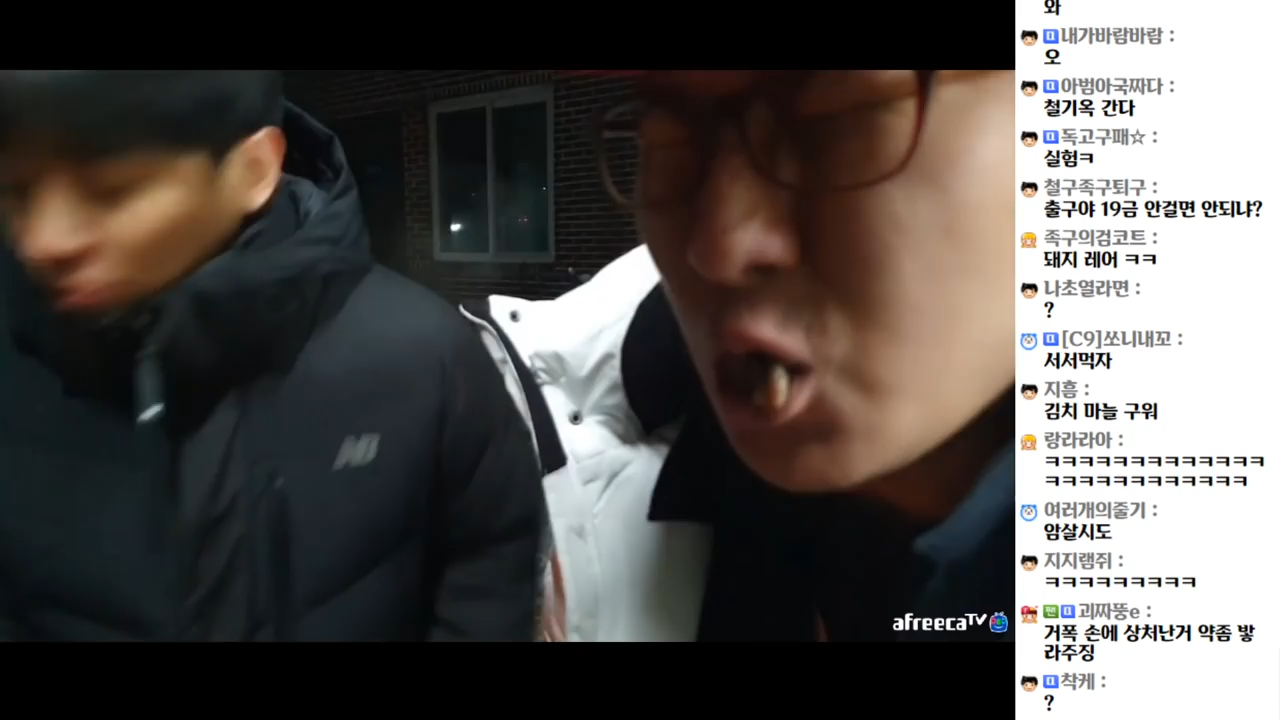 와
내가바람바람 :
오
아범아국짜다 :
철기옥 간다
독고구패☆ :
실험ㅋ
철구족구퇴구 :
출구야 19금 안걸면 안되냐?
족구의검코트 :
돼지 레어 ㅋㅋ
나초열라면 :
?
[C9]쏘니내꼬 :
서서먹자
지흠 :
김치 마늘 구워
랑라라아 :
ㅋㅋㅋㅋㅋㅋㅋㅋㅋㅋㅋㅋㅋ
ㅋㅋㅋㅋㅋㅋㅋㅋㅋㅋㅋㅋ
여러개의줄기 :
암살시도
지지램쥐 :
ㅋㅋㅋㅋㅋㅋㅋㅋㅋ
괴짜뚱e :
거폭 손에 상처난거 약좀 발
라주징
착케 :
?
NB
afreecaTV